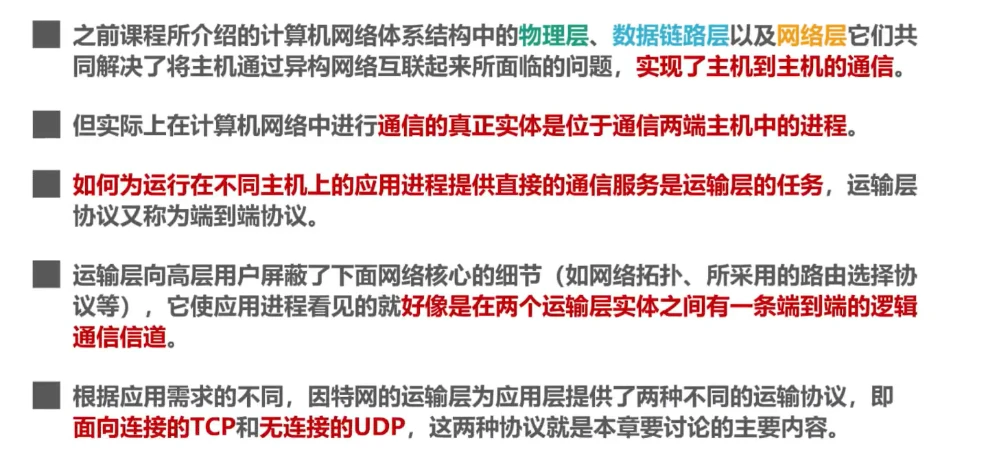 之前课程所介绍的计算机网络体系结构中的物理层、数据链路层以及网络层它们共
同解决了将主机通过异构网络互联起来所面临的问题，实现了主机到主机的通信。
但实际上在计算机网络中进行通信的真正实体是位于通信两端主机中的进程。
如何为运行在不同主机上的应用进程提供直接的通信服务是运输层的任务，运输层
协议又称为端到端协议。
运输层向高层用户屏蔽了下面网络核心的细节（如网络拓扑、所采用的路由选择协
议等），它使应用进程看见的就好像是在两个运输层实体之间有一条端到端的逻辑
通信信道。
根据应用需求的不同，因特网的运输层为应用层提供了两种不同的运输协议，即
面向连接的TCP和无连接的UDP，这两种协议就是本章要讨论的主要内容。